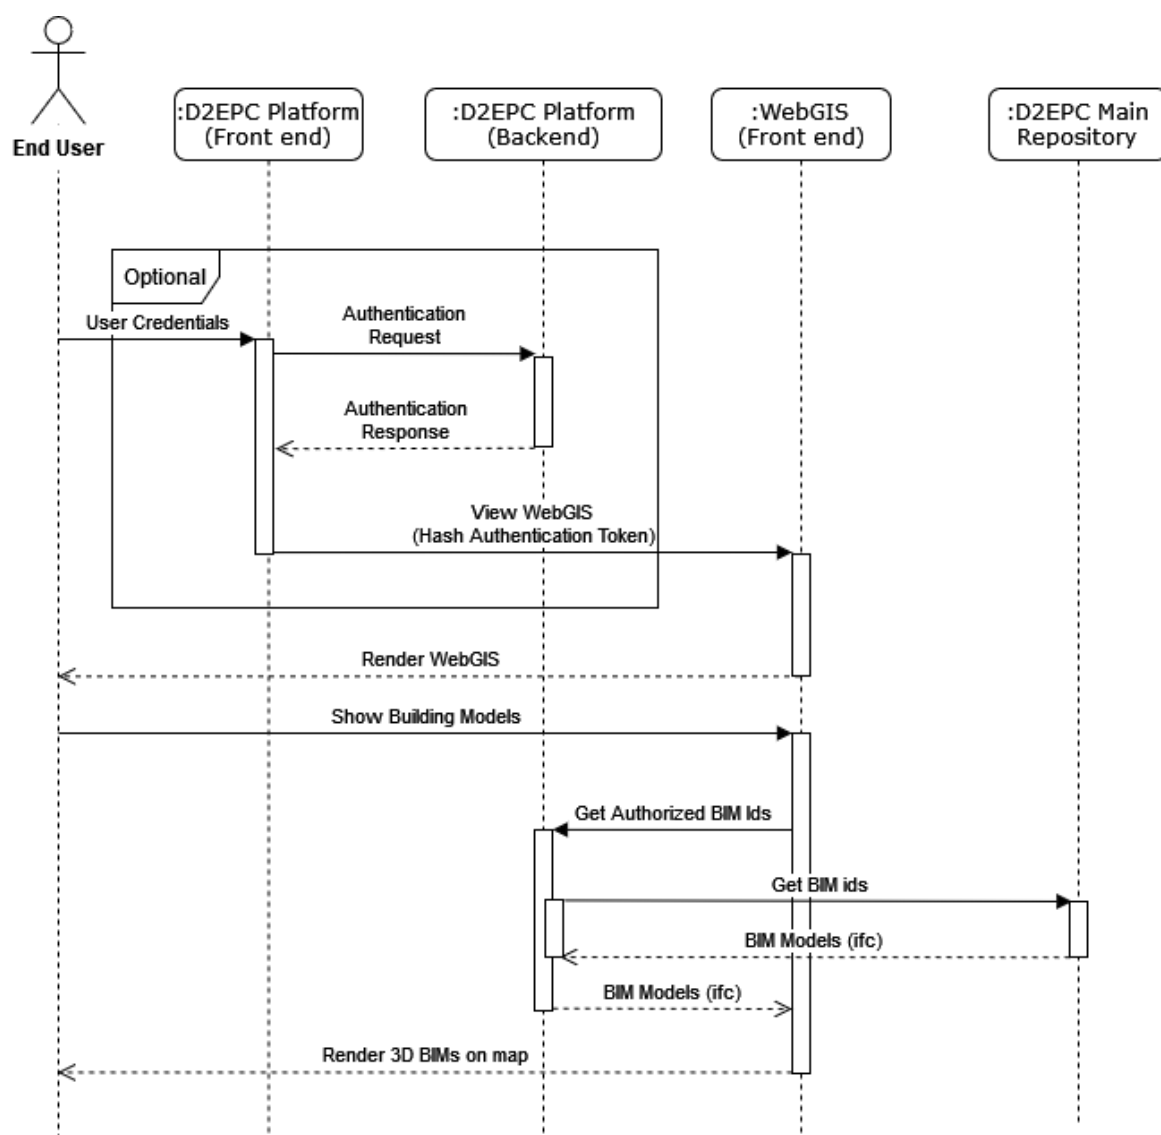 End User
:D2EPC Platform
(Front end)
:D2EPC Platform
(Backend)
:WebGIS
(Front end)
:D2EPC Main
Repository
Optional
User Credentials
Authentication
Request
Authentication
Response
View WebGIS
(Hash Authentication Token)
Render WebGIS
Show Building Models
Get Authorized BIM Ids
Get BIM ids
BIM Models (ifc)
BIM Models (ifc)
Render 3D BIMs on map